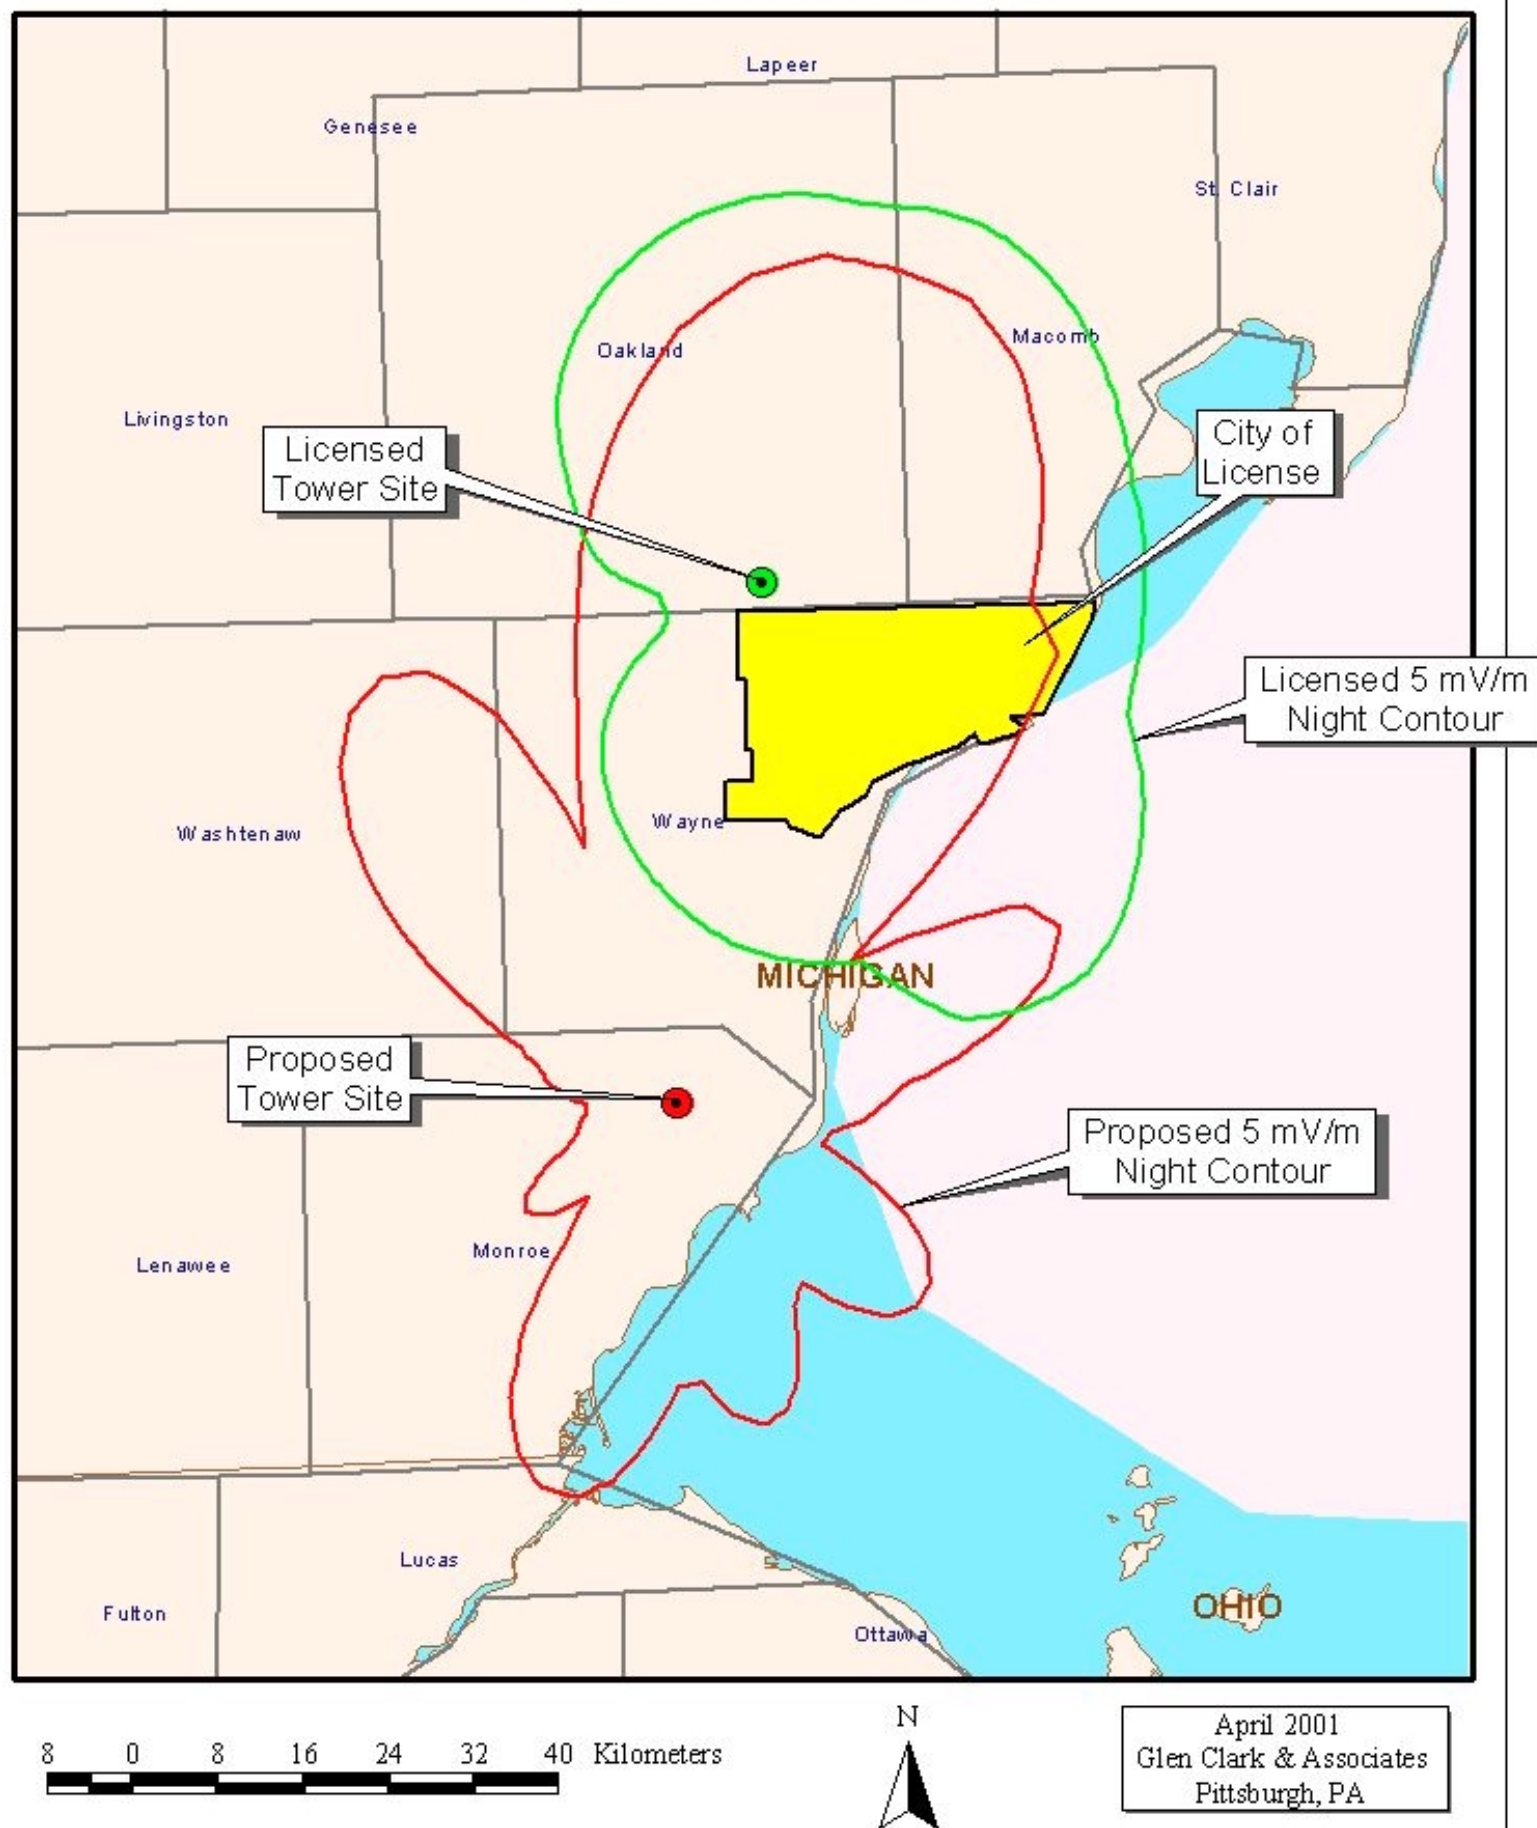 Lapeer
Genesee
St. Clair
Oakland
Macomb
Livingston
City of
License
Licensed
Tower Site
Licensed 5 mV/m
Night Contour
Wayne
Washtenaw
MICHIGAN
Proposed
Tower Site
Proposed 5 mV/m
Night Contour
Monroe
Lenawee
Lucas
Fulton
OHIO
Ottawa
8 0 8 16 24 32 40 Kilometers
N
April 2001
Glen Clark & Associates
Pittsburgh, PA